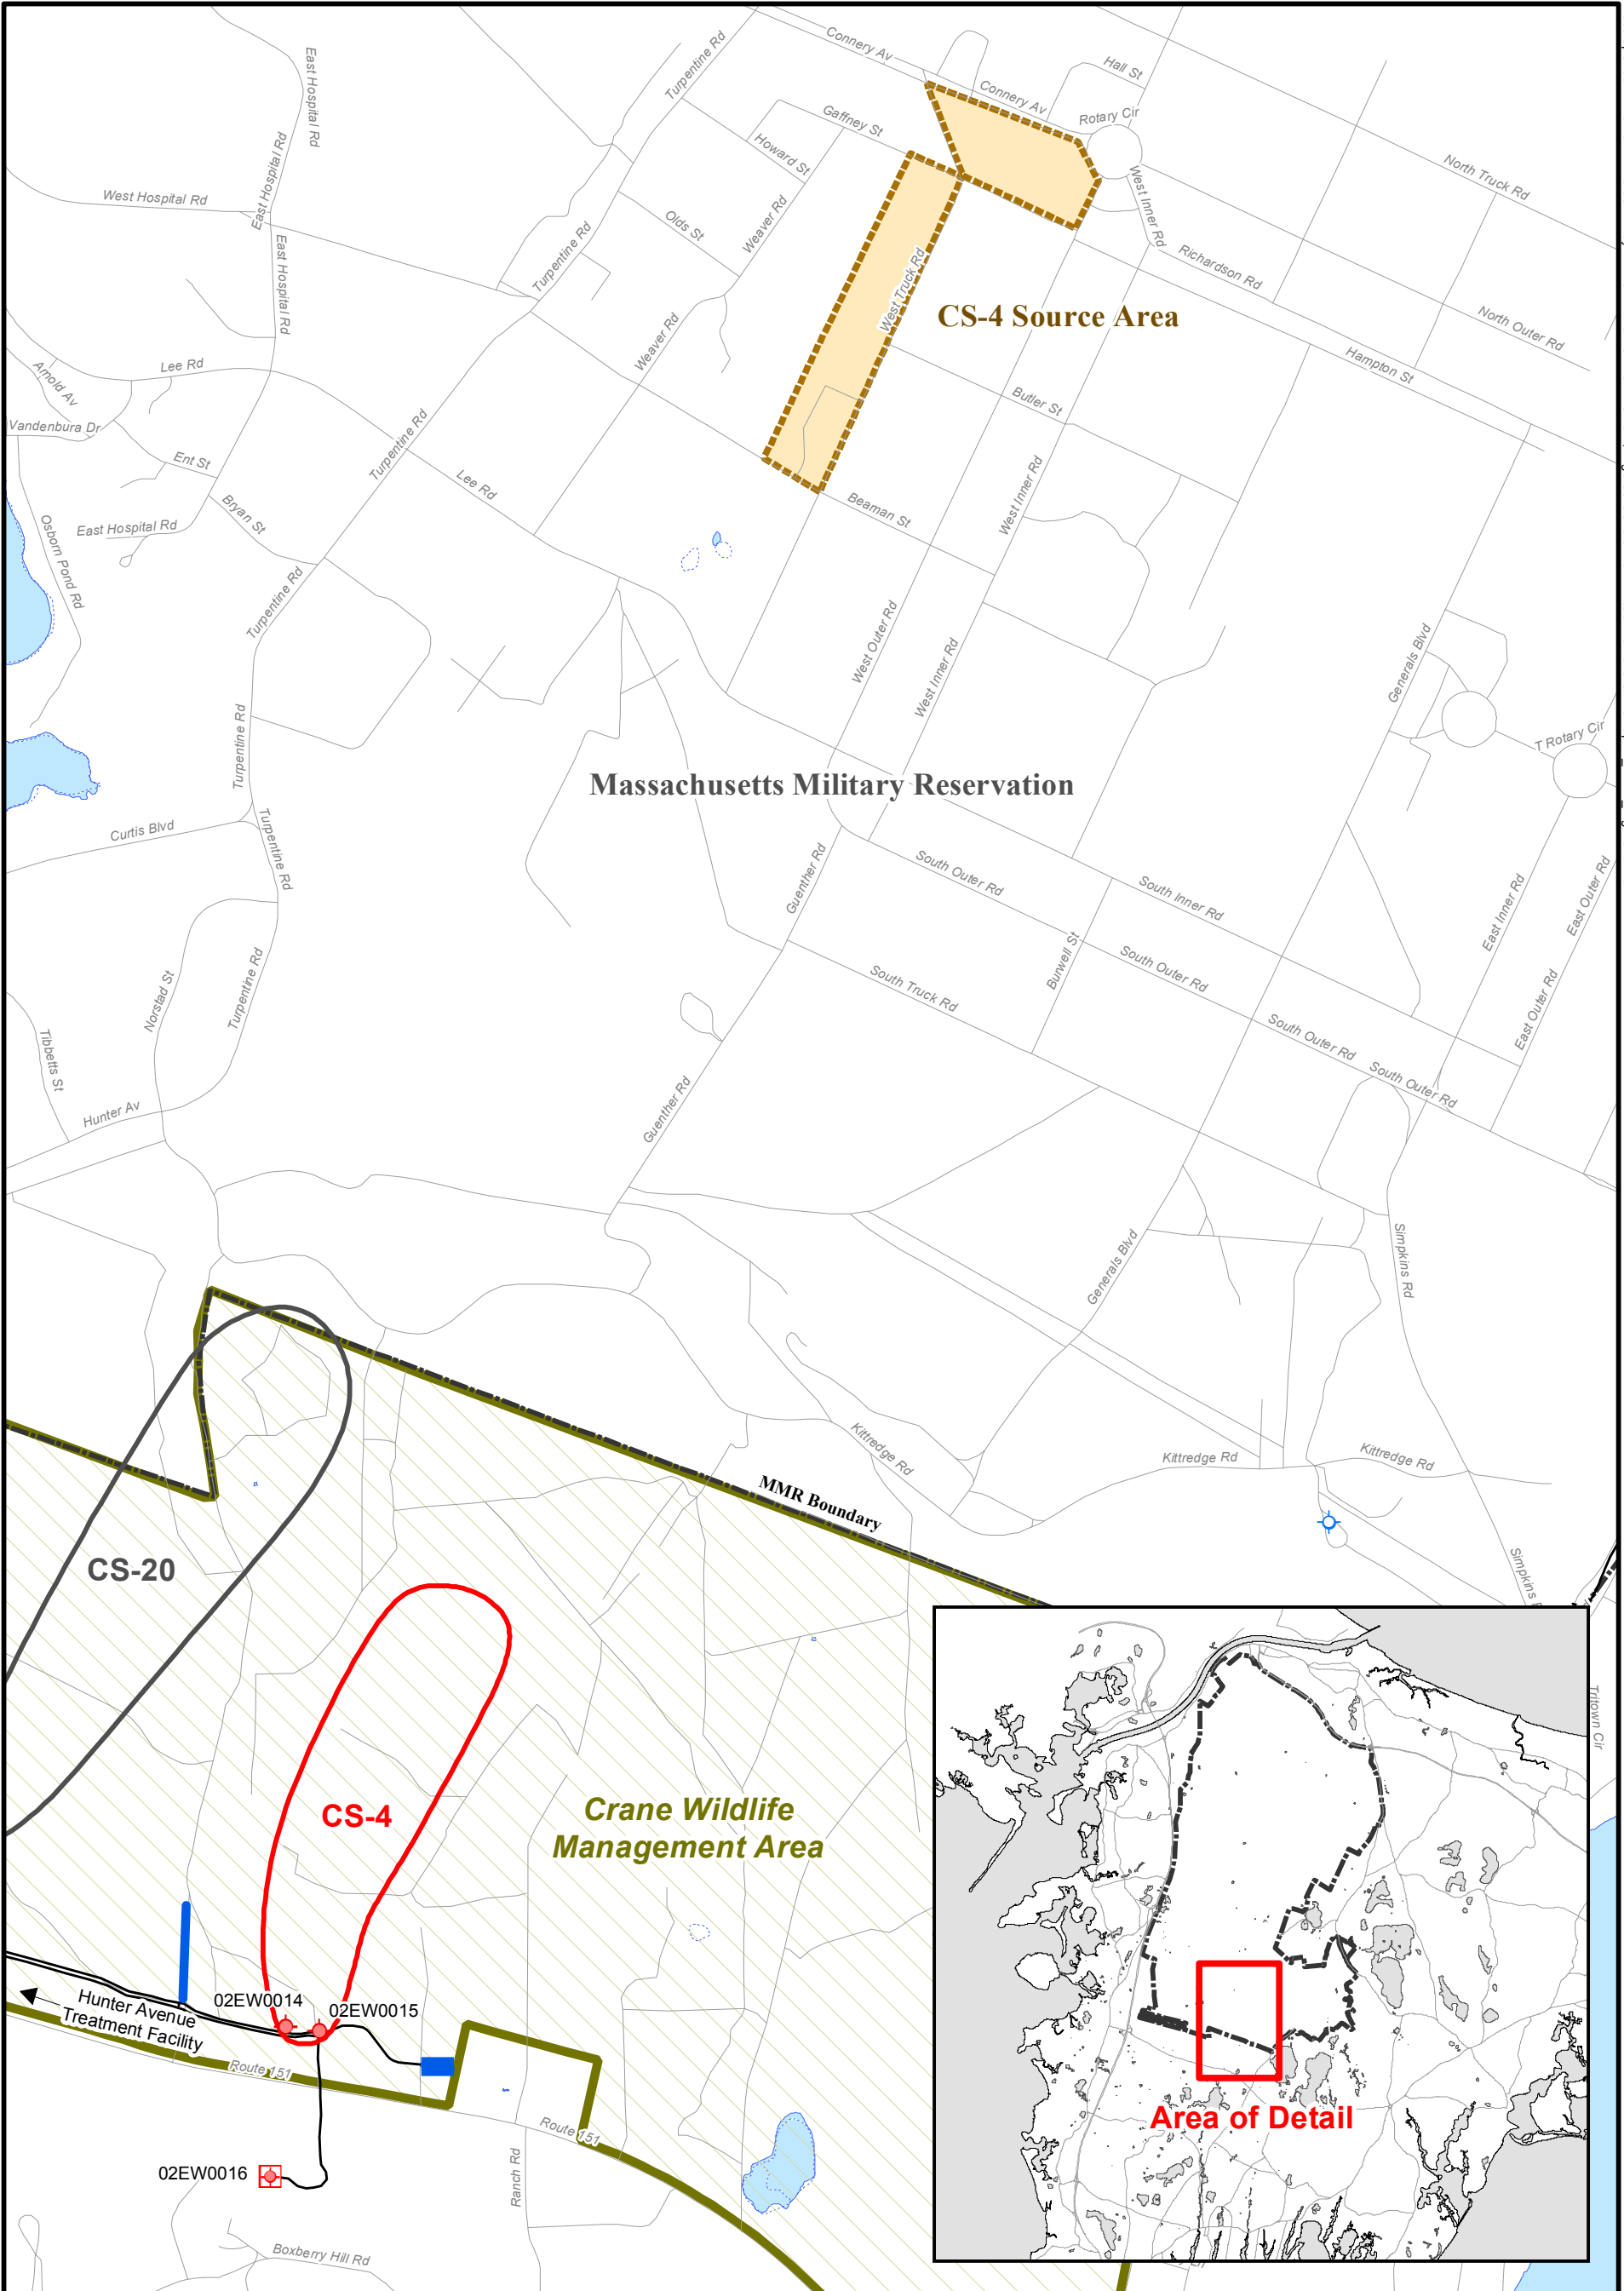 Connery Av
Turpentine Rd
East Hospital Rd
Hall St
Connery Av
Rotary Cir
Gaffney St
Howard St
North Truck Rd
East Hospital Rd
West Hospital Rd
Weaver Rd
Olds St
West Inner Rd
Turpentine Rd
Richardson Rd
East Hospital Rd
West Truck Rd
CS-4 Source Area
North Outer Rd
Weaver Rd
Hampton St
Lee Rd
Arnold Av
Butler St
Vandenbura Dr
Turpentine Rd
Ent St
Lee Rd
Bryan St
Beaman St
West Inner Rd
East Hospital Rd
Osborn Pond Rd
Turpentine Rd
West Outer Rd
West Inner Rd
Generals Blvd
Turpentine Rd
T Rotary Cir
Massachusetts Military Reservation
Curtis Blvd
Turpentine Rd
South Outer Rd
Guenther Rd
South Inner Rd
East Inner Rd
East Outer Rd
Norstad St
Turpentine Rd
South Truck Rd
Burwell St
South Outer Rd
East Outer Rd
Tibbetts St
South Outer Rd
South Outer Rd
Hunter Av
Guenther Rd
Generals Blvd
Simpkins Rd
Kittredge Rd
Kittredge Rd
Kittredge Rd
MMR Boundary
CS-20
Simpkins
Tritown Cir
CS-4
Crane Wildlife
Management Area
02EW0014
02EW0015
Hunter Avenue
Treatment Facility
Route 151
Route 151
Area of Detail
02EW0016
Ranch Rd
Boxberry Hill Rd